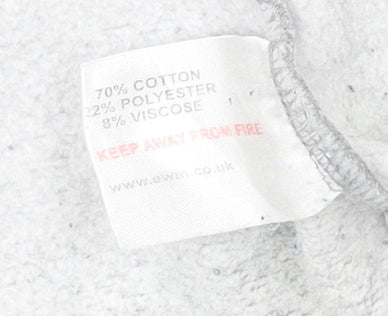 70% COTTON
22% POLYESTER
8% VISCOSE
KEEP AWAY FROM FIRE
www.ewm.co.uk